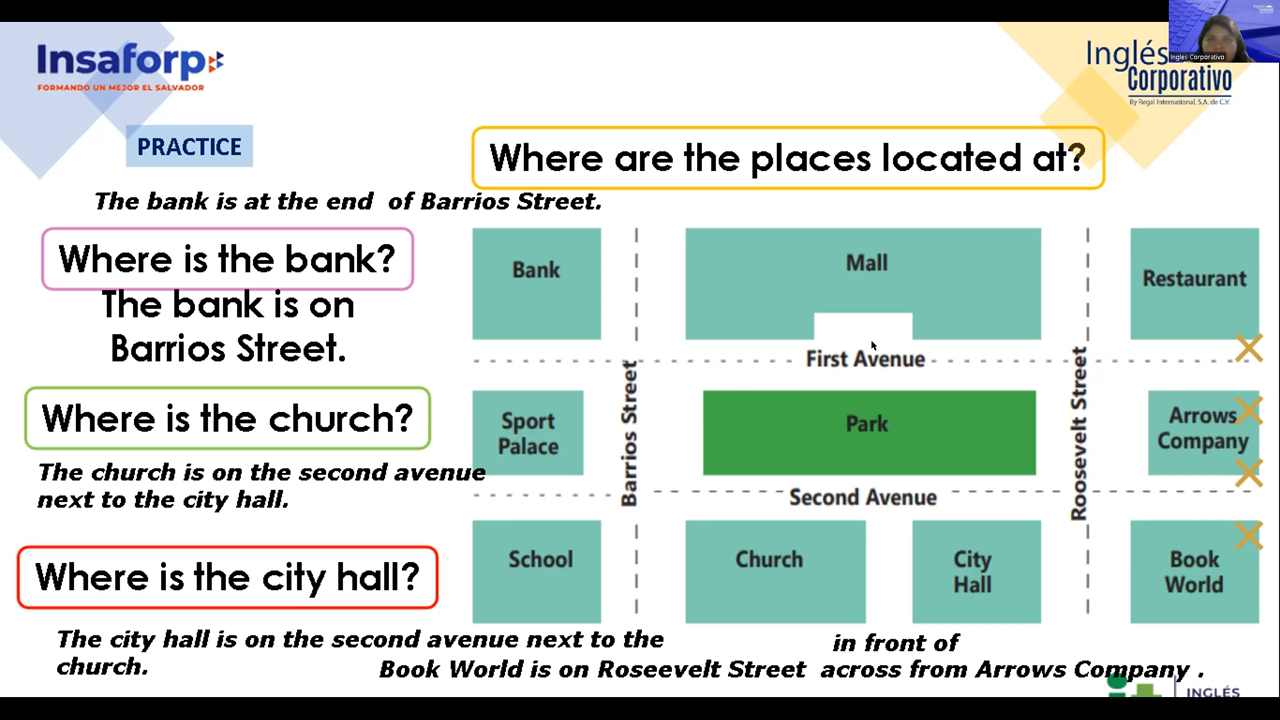 Insaforp
FORMANDO UN MEJOR EL SALVADOR
Inglés
Corporativo
By Regal International, S.A. de C.V.
Ingles Corporativo
PRACTICE
Where are the places located at?
The bank is at the end of Barrios Street.
Where is the bank?
The bank is on
Barrios Street.
Where is the church?
The church is on the second avenue
next to the city hall.
Where is the city hall?
The city hall is on the second avenue next to the
church.
in front of
Book World is on Roseevelt Street across from Arrows Company .
Bank
Mall
Restaurant
First Avenue
Barrios Street
Roosevelt Street
Sport
Palace
Park
Arrows
Company
Second Avenue
School
Church
City
Hall
Book
World
INGLÉS